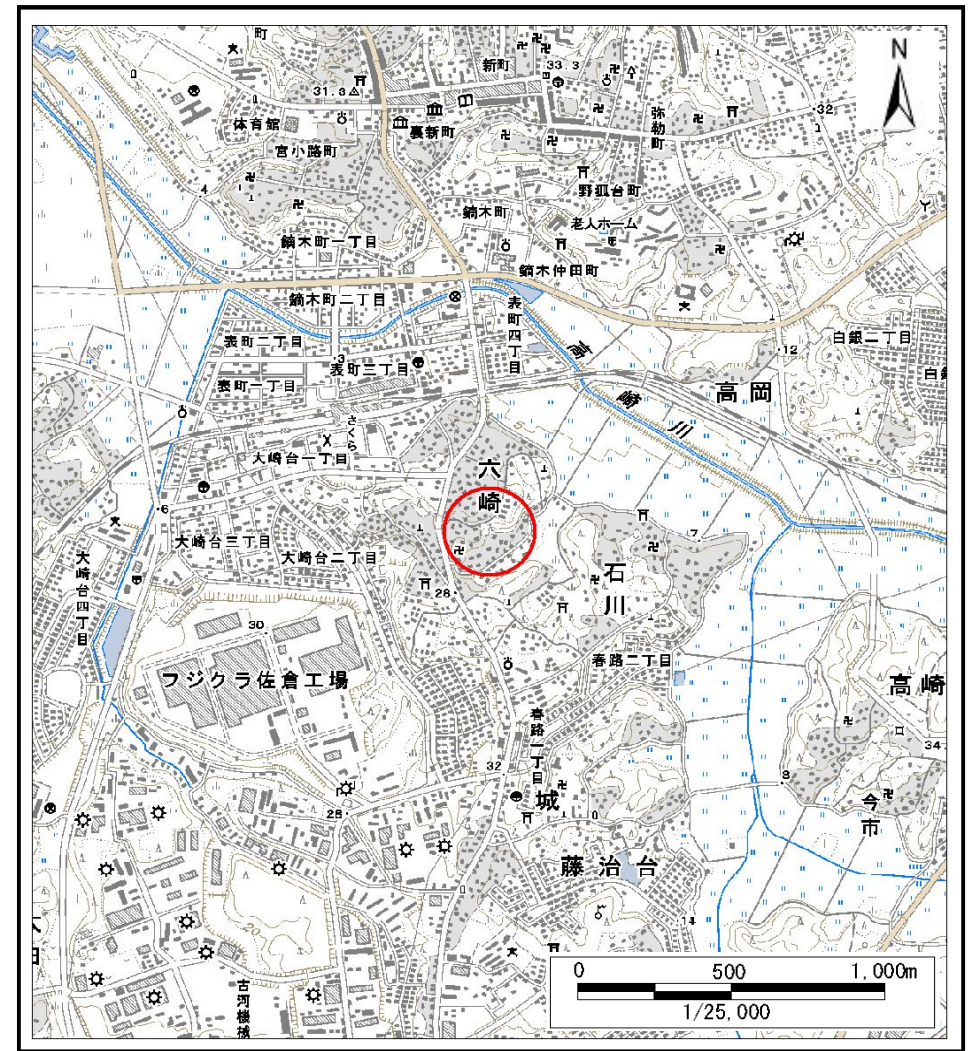 町
新町
33.3
N
31.8
32
体育館
裏新町
弥勒町
宮小路町
野狐台町
4
鏑木町
老人ホーム
鏑木町一丁目
鏑木仲田町
鏑木町二丁目
表町四丁目
表町二丁目
3
表町三丁目
高崎川
12
白銀二丁目
表町一丁目
高岡
白銀
さくら
大崎台一丁目
六崎
6
大崎台三丁目
大崎台二丁目
7
大崎台四丁目
28
石川
30
春路二丁目
フジクラ佐倉工場
高崎
春路一丁目
34
32
8
城
今市
28
藤治台
14
20
古河機械
0 500 1,000m
1/25,000